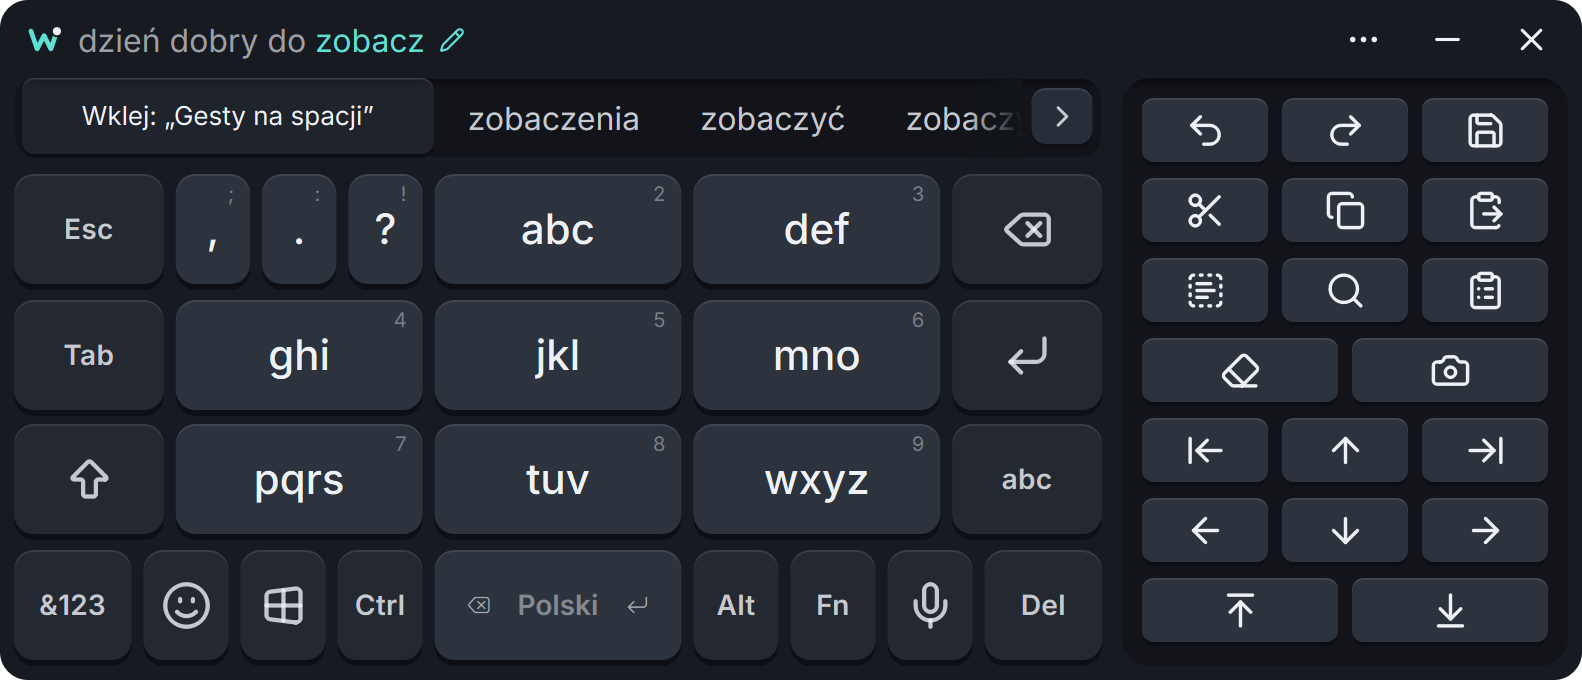 dzień dobry do zobacz
Wklej: „Gesty na spacji” zobaczenia zobaczyć
Esc , ; . : ? ! abc 2 def 3
Tab ghi 4 jkl 5 mno 6
pqrs 7 tuv 8 wxyz 9 abc
&123 Ctrl Polski Alt Fn Del